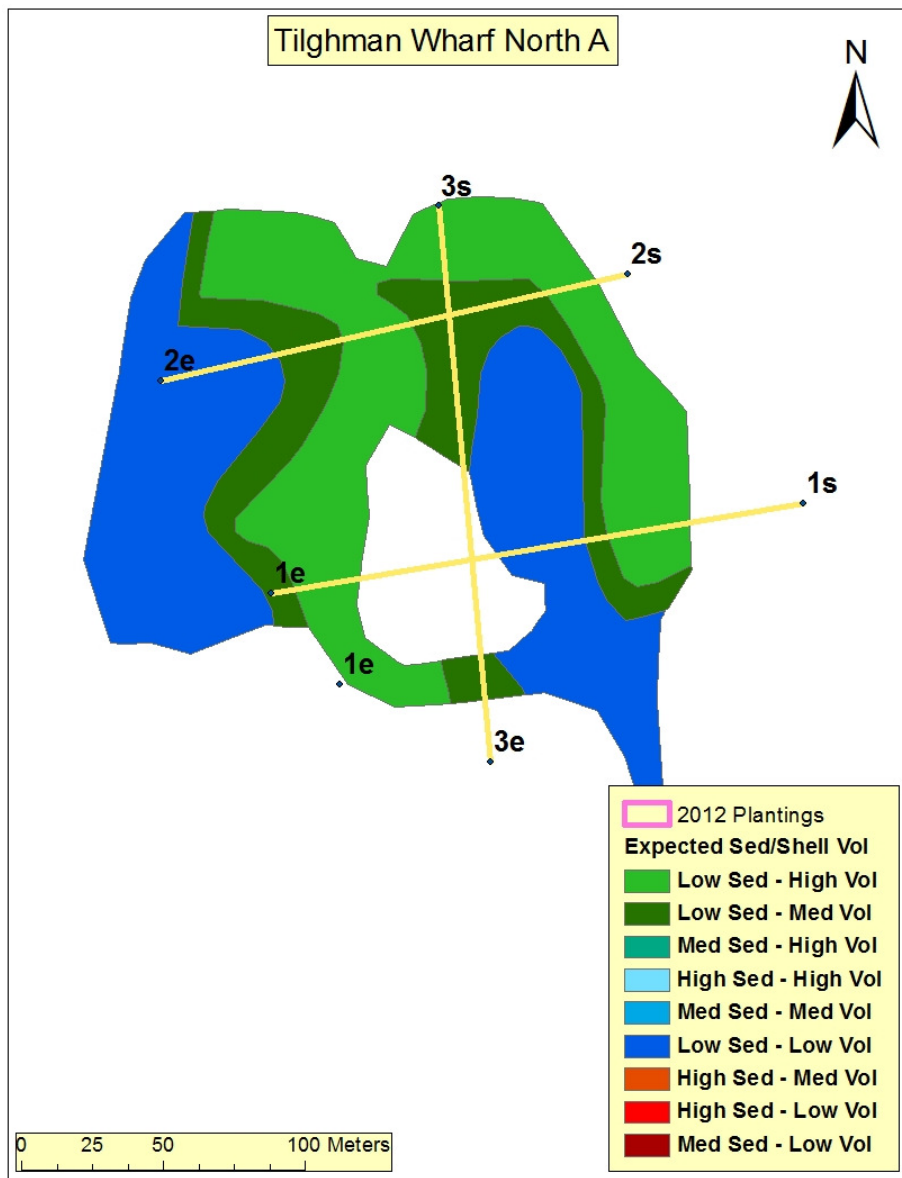 Tilghman Wharf North A
N
3s
2s
2e
1s
1e
1e
3e
2012 Plantings
Expected Sed/Shell Vol
Low Sed - High Vol
Low Sed - Med Vol
Med Sed - High Vol
High Sed - High Vol
Med Sed - Med Vol
Low Sed - Low Vol
High Sed - Med Vol
High Sed - Low Vol
Med Sed - Low Vol
0 25 50 100 Meters